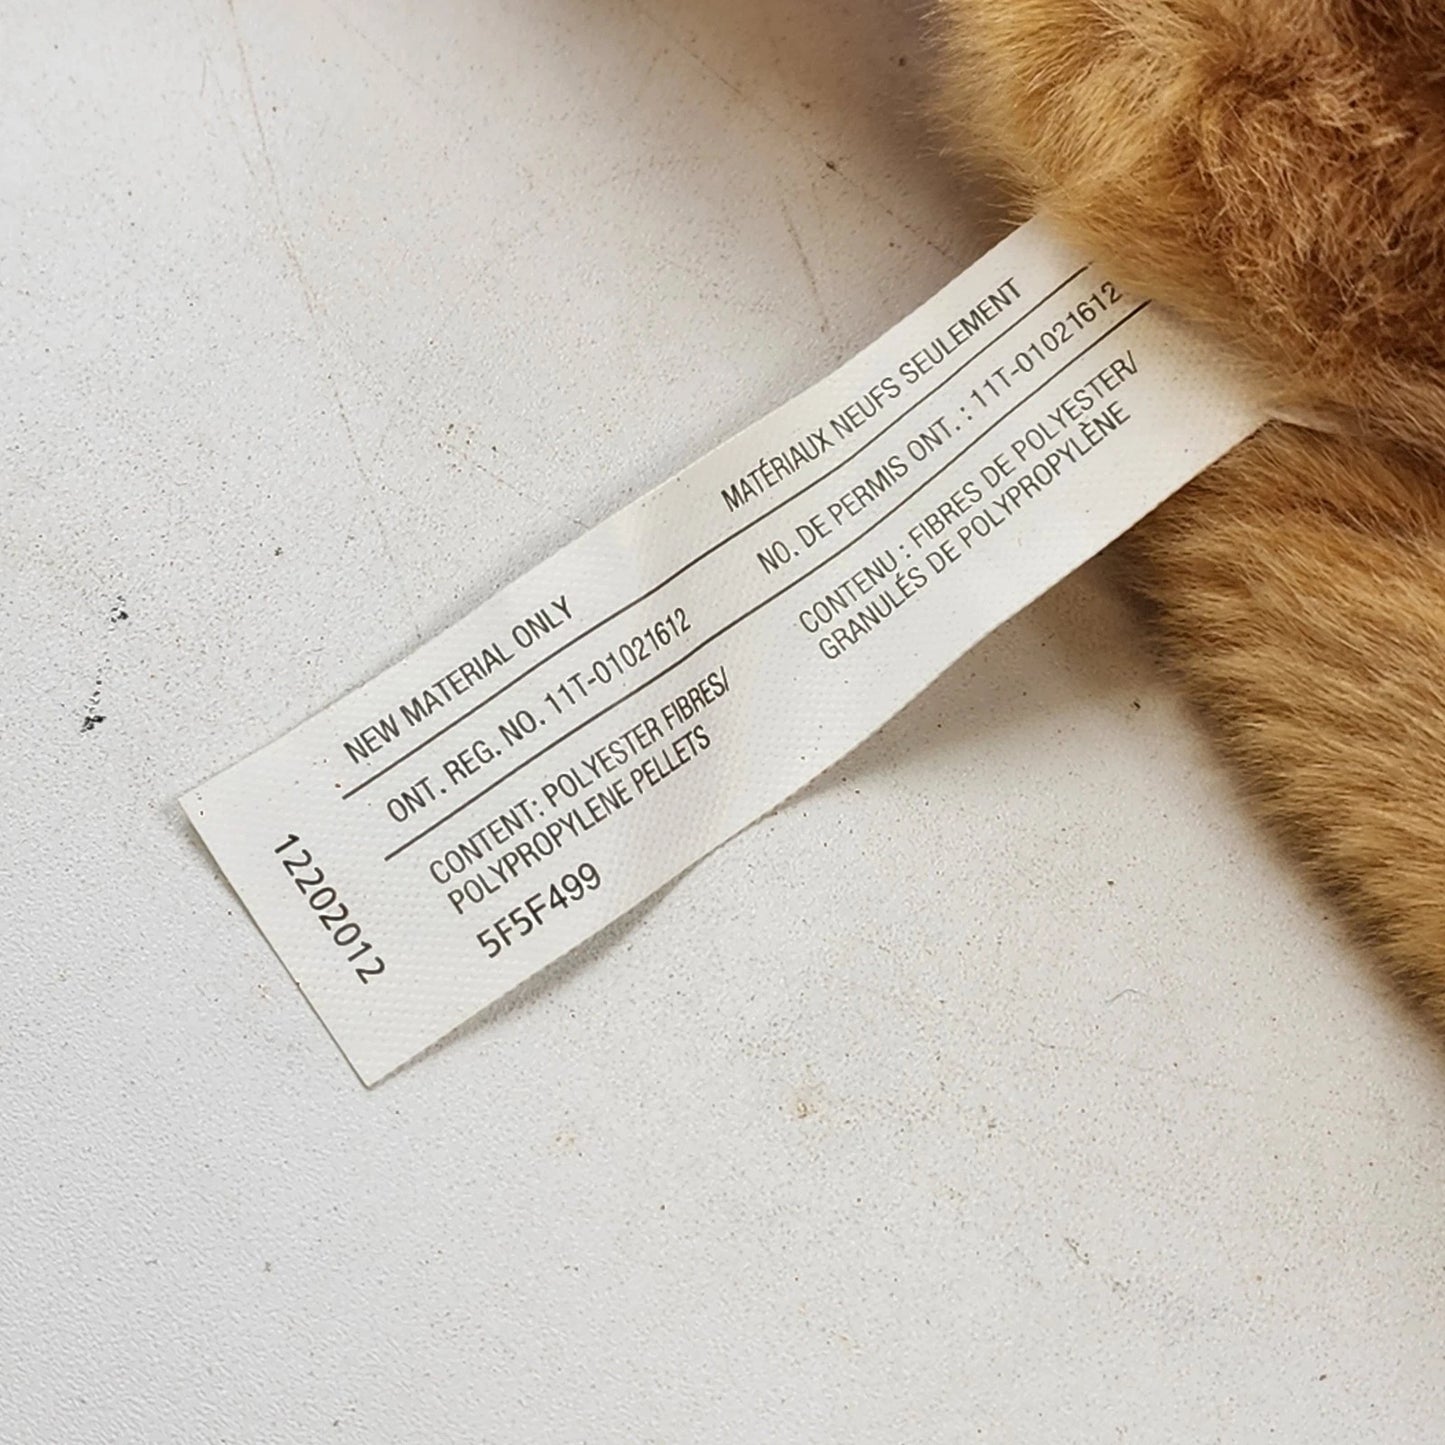 NEW MATERIAL ONLY
ONT. REG. NO. 11T-01021612
CONTENT: POLYESTER FIBRES/
POLYPROPYLENE PELLETS
5F5F499
12202012
MATÉRIAUX NEUFS SEULEMENT
NO. DE PERMIS ONT. : 11T-01021612
CONTENU : FIBRES DE POLYESTER/
GRANULÉS DE POLYPROPYLÈNE